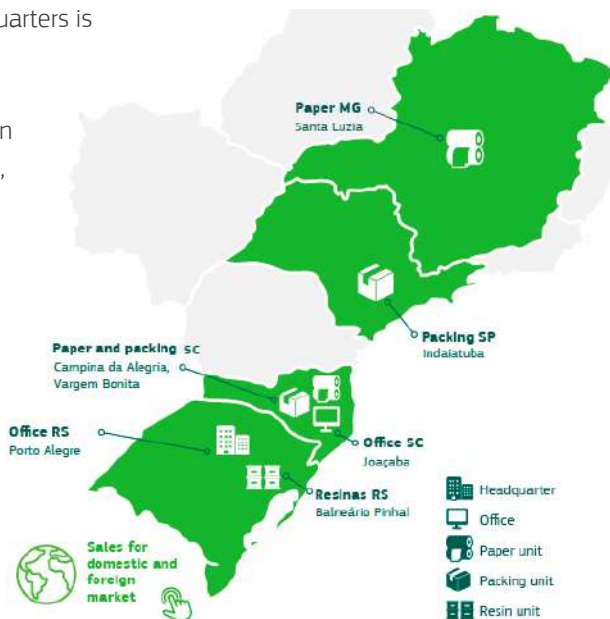 uarters is
n
,
Paper MG
Santa Luzia
Packing SP
Indaiatuba
Paper and packing SC
Campina da Alegria,
Vargem Bonita
Office RS
Porto Alegre
Office SC
Joaçaba
Resinas RS
Balneário Pinhal
Sales for
domestic and
foreign
market
Headquarter
Office
Paper unit
Packing unit
Resin unit